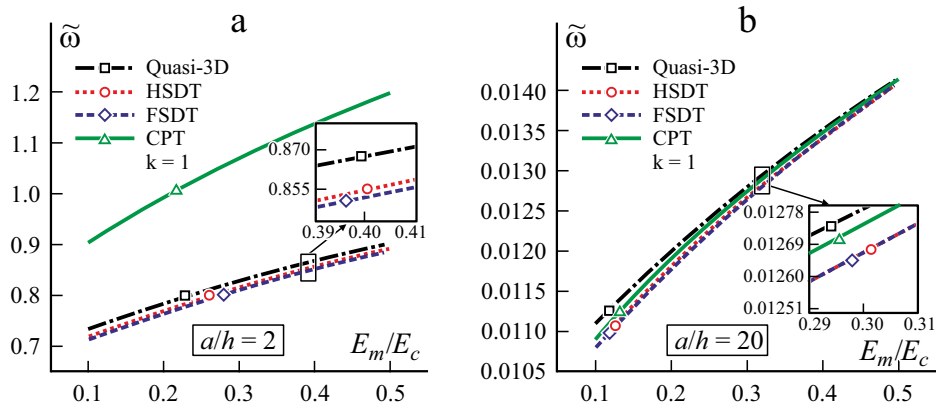 a
ω̃
Quasi-3D
HSDT
FSDT
CPT
k = 1
1.2
1.1
1.0
0.9
0.8
0.7
0.870
0.855
0.39 0.40 0.41
a/h = 2
E_m/E_c
0.1 0.2 0.3 0.4 0.5
b
ω̃
Quasi-3D
HSDT
FSDT
CPT
k = 1
0.0140
0.0135
0.0130
0.0125
0.0120
0.0115
0.0110
0.0105
0.01278
0.01269
0.01260
0.01251
0.29 0.30 0.31
a/h = 20
E_m/E_c
0.1 0.2 0.3 0.4 0.5